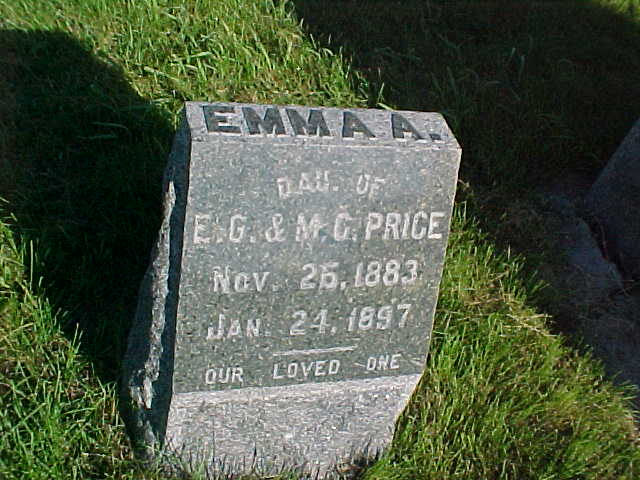 EMMA A.
DAU. OF
E.G. & M.G. PRICE
NOV. 26, 1883
JAN. 24, 1897
OUR LOVED ONE